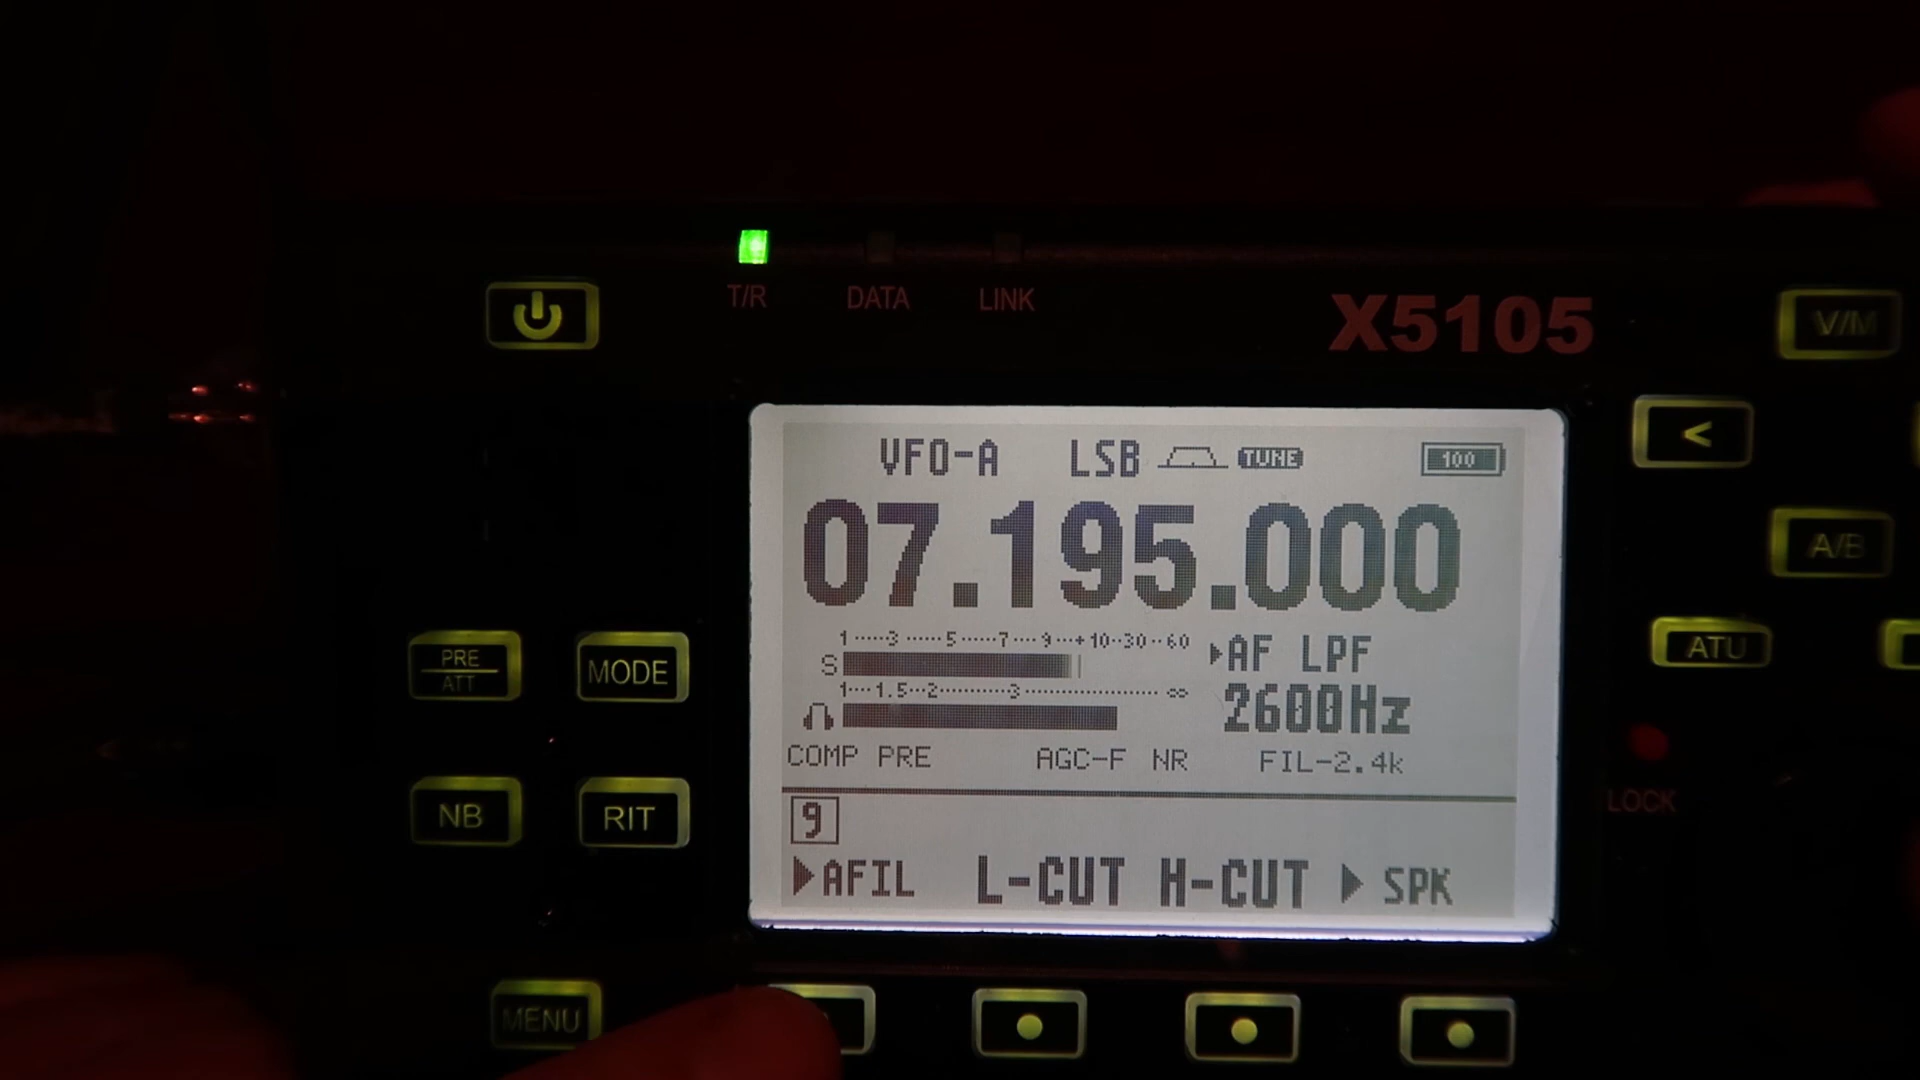 T/R DATA LINK
X5105
V/M
<
A/B
ATU
PRE
ATT
MODE
NB
RIT
MENU
LOCK
VFO-A LSB TUNE 100
07.195.000
1····3·····5·····7···9···+10··30··60
S
1···1.5··2·········3················∞
▸AF LPF
2600Hz
COMP PRE AGC-F NR FIL-2.4k
9
▶AFIL L-CUT H-CUT ▶ SPK